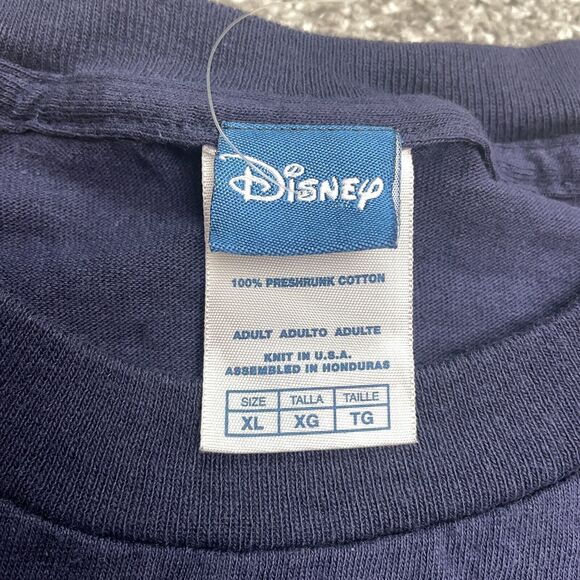 Disney
100% PRESHRUNK COTTON
ADULT ADULTO ADULTE
KNIT IN U.S.A.
ASSEMBLED IN HONDURAS
SIZE TALLA TAILLE
XL XG TG